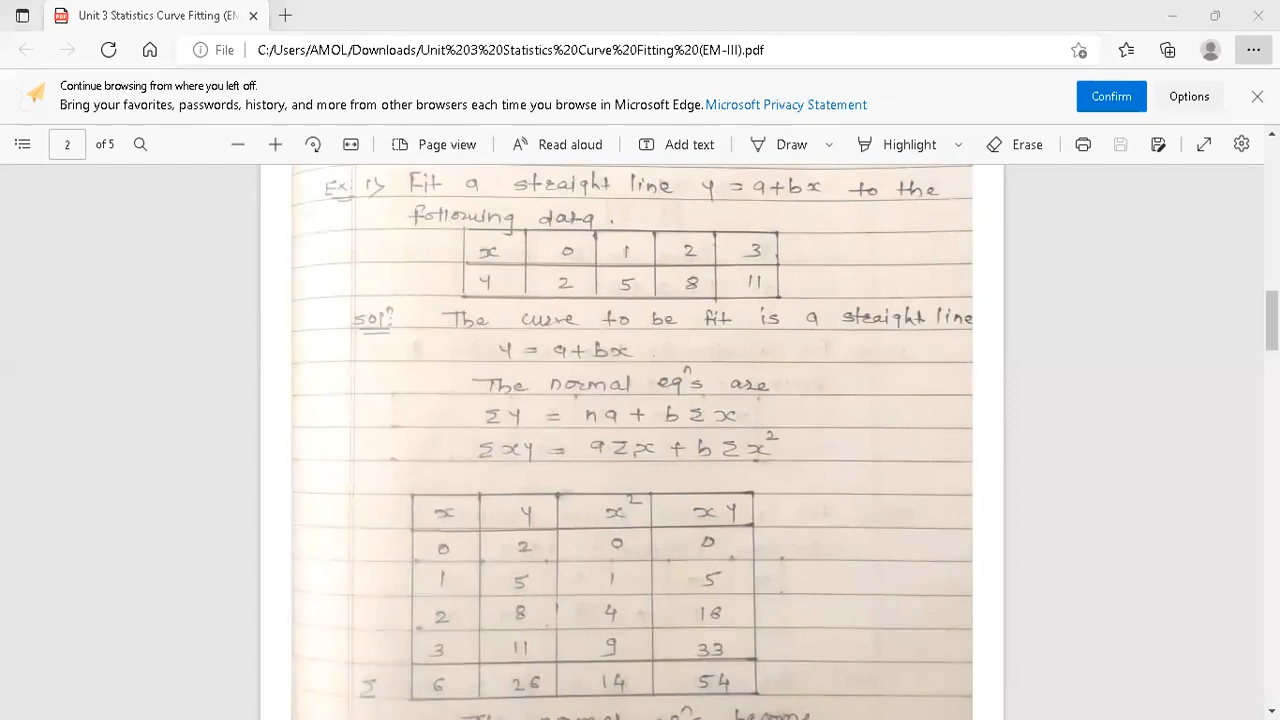 Unit 3 Statistics Curve Fitting (EM
File C:/Users/AMOL/Downloads/Unit%203%20Statistics%20Curve%20Fitting%20(EM-III).pdf
Continue browsing from where you left off.
Bring your favorites, passwords, history, and more from other browsers each time you browse in Microsoft Edge. Microsoft Privacy Statement
Confirm Options
2 of 5 Page view Read aloud Add text Draw Highlight Erase
Ex. 1) Fit a straight line y = a+bx to the
following data.
x 0 1 2 3
y 2 5 8 11
Solⁿ: The curve to be fit is a straight line
y = a+bx.
The normal eqⁿs are
Σy = na + bΣx
Σxy = aΣx + bΣx²
x y x² xy
0 2 0 0
1 5 1 5
2 8 4 16
3 11 9 33
Σ 6 26 14 54
The normal eqⁿs become